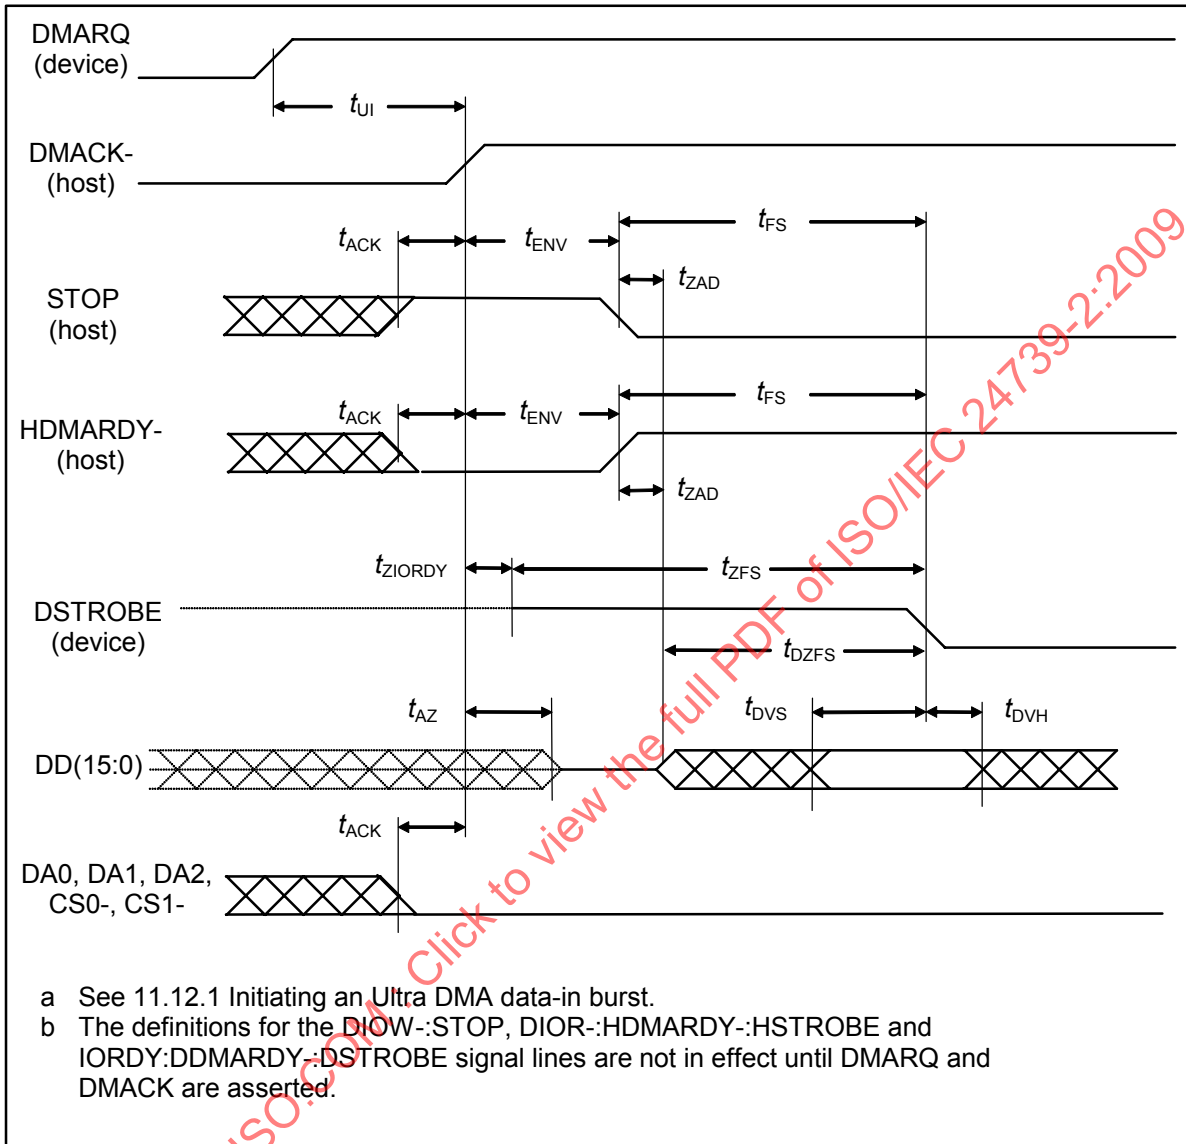 DMARQ
(device)
tUI
DMACK-
(host)
tFS
tACK
tENV
tZAD
STOP
(host)
tFS
tACK
tENV
HDMARDY-
(host)
tZAD
tZIORDY
tZFS
DSTROBE
(device)
tDZFS
tAZ
tDVS
tDVH
DD(15:0)
tACK
DA0, DA1, DA2,
CS0-, CS1-
a See 11.12.1 Initiating an Ultra DMA data-in burst.
b The definitions for the DIOW-:STOP, DIOR-:HDMARDY-:HSTROBE and
IORDY:DDMARDY-:DSTROBE signal lines are not in effect until DMARQ and
DMACK are asserted.
ISO.COM : Click to view the full PDF of ISO/IEC 24739-2:2009